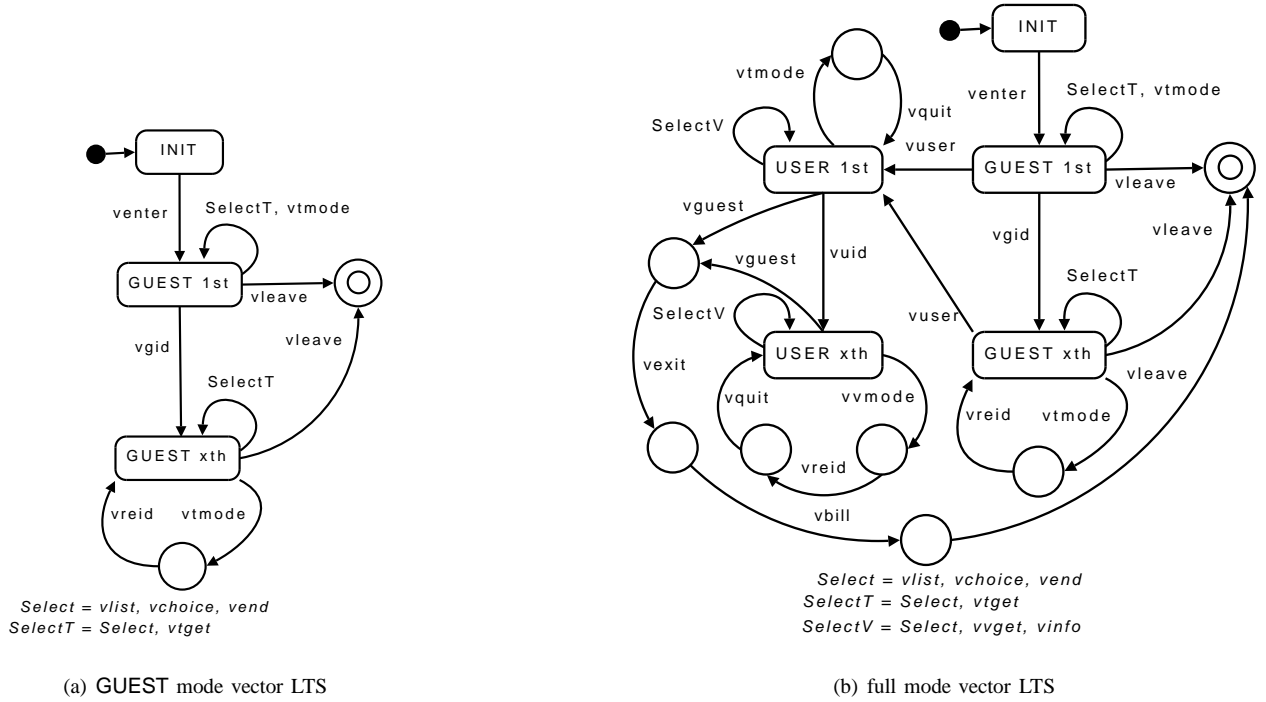 INIT
venter
SelectT, vtmode
GUEST 1st
vleave
vgid
vleave
SelectT
GUEST xth
vreid
vtmode
Select = vlist, vchoice, vend
SelectT = Select, vtget
(a) GUEST mode vector LTS
INIT
vtmode
venter
SelectT, vtmode
SelectV
vquit
vuser
USER 1st
GUEST 1st
vleave
vguest
vgid
vleave
vguest
vuid
SelectT
SelectV
vuser
USER xth
GUEST xth
vexit
vleave
vquit
vvmode
vreid
vtmode
vreid
vbill
Select = vlist, vchoice, vend
SelectT = Select, vtget
SelectV = Select, vvget, vinfo
(b) full mode vector LTS